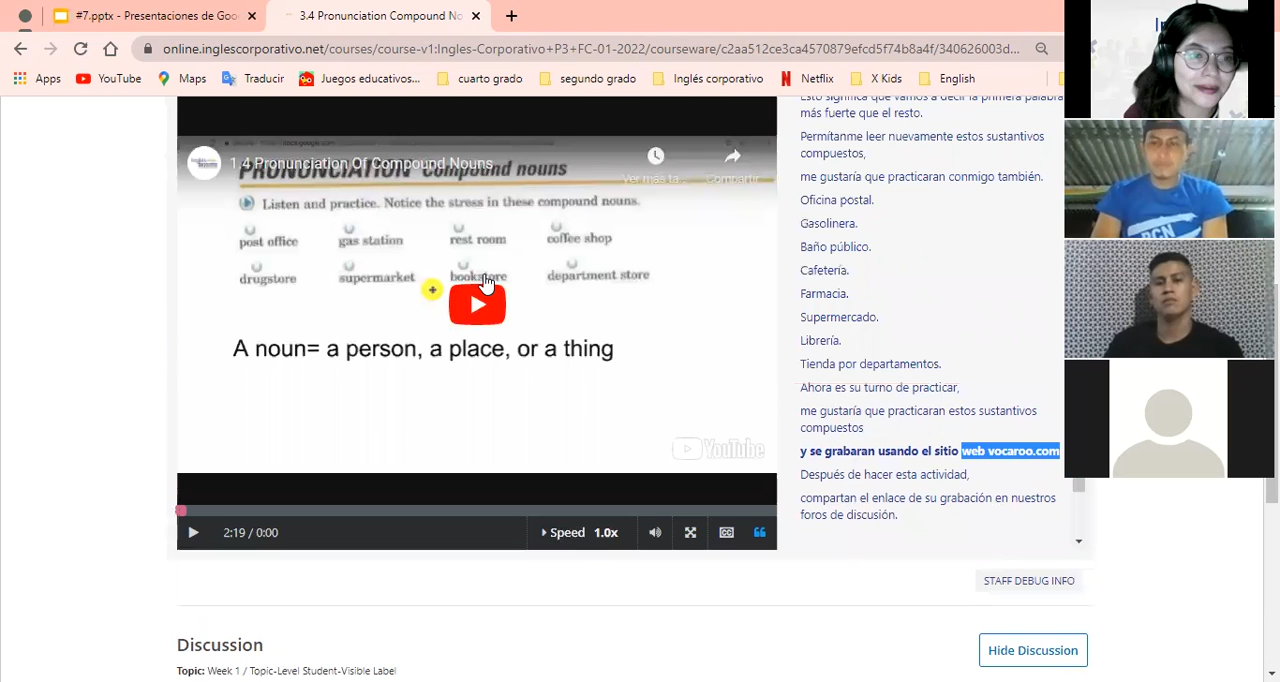 #7.pptx - Presentaciones de Goo
3.4 Pronunciation Compound No
online.inglescorporativo.net/courses/course-v1:Ingles-Corporativo+P3+FC-01-2022/courseware/c2aa512ce3ca4570879efcd5f74b8a4f/340626003d...
Apps
YouTube
Maps
Traducir
Juegos educativos...
cuarto grado
segundo grado
Inglés corporativo
Netflix
X Kids
English
1.4 Pronunciation Of Compound Nouns
PRONUNCIATION Compound nouns
Ver más ta...
Compartir
Listen and practice. Notice the stress in these compound nouns.
post office gas station rest room coffee shop
drugstore supermarket bookstore department store
A noun= a person, a place, or a thing
YouTube
2:19 / 0:00
Speed 1.0x
Esto significa que vamos a decir la primera palabra
más fuerte que el resto.
Permítanme leer nuevamente estos sustantivos
compuestos,
me gustaría que practicaran conmigo también.
Oficina postal.
Gasolinera.
Baño público.
Cafetería.
Farmacia.
Supermercado.
Librería.
Tienda por departamentos.
Ahora es su turno de practicar,
me gustaría que practicaran estos sustantivos
compuestos
y se grabaran usando el sitio web vocaroo.com
Después de hacer esta actividad,
compartan el enlace de su grabación en nuestros
foros de discusión.
STAFF DEBUG INFO
Discussion
Hide Discussion
Topic: Week 1 / Topic-Level Student-Visible Label